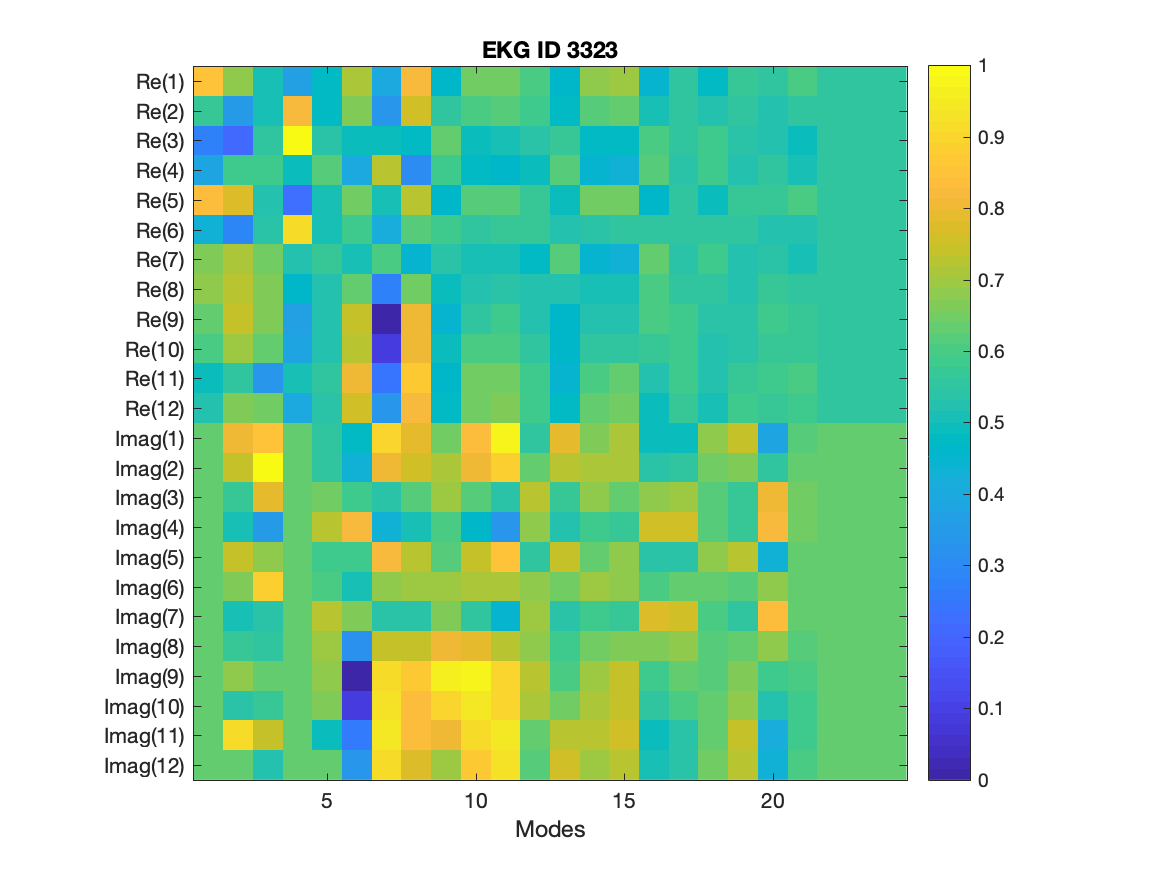 EKG ID 3323
Re(1)
Re(2)
Re(3)
Re(4)
Re(5)
Re(6)
Re(7)
Re(8)
Re(9)
Re(10)
Re(11)
Re(12)
Imag(1)
Imag(2)
Imag(3)
Imag(4)
Imag(5)
Imag(6)
Imag(7)
Imag(8)
Imag(9)
Imag(10)
Imag(11)
Imag(12)
5 10 15 20
Modes
1
0.9
0.8
0.7
0.6
0.5
0.4
0.3
0.2
0.1
0